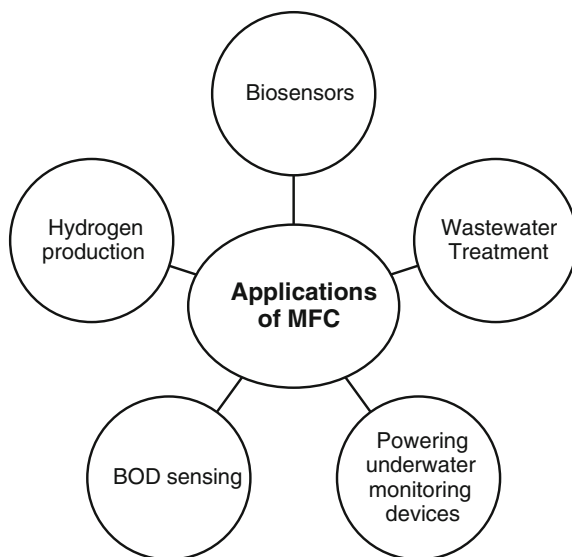 Biosensors
Hydrogen
production
Wastewater
Treatment
Applications
of MFC
BOD sensing
Powering
underwater
monitoring
devices